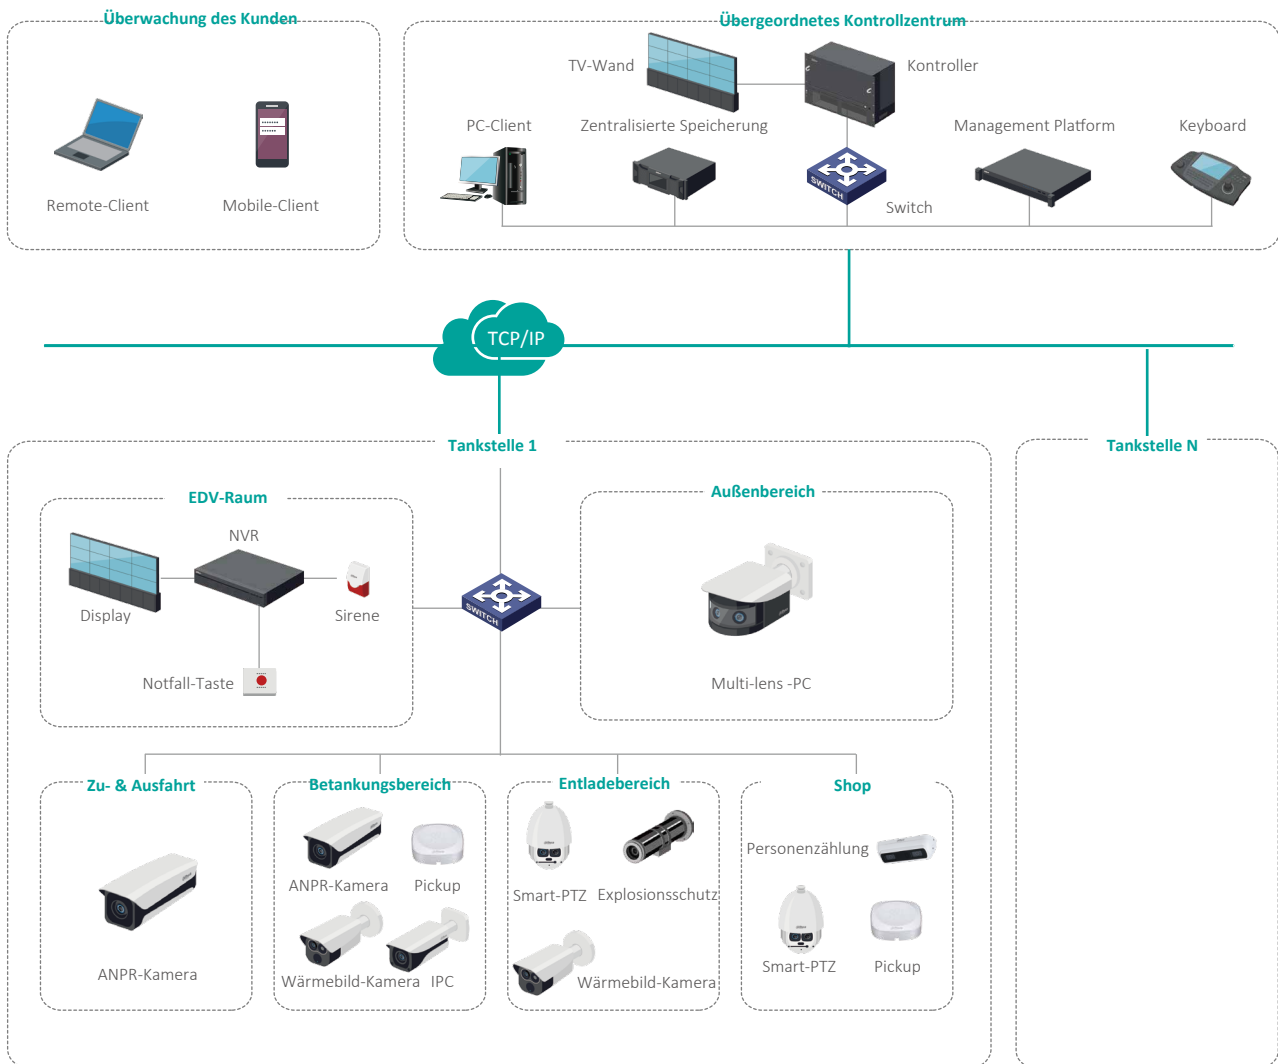 Überwachung des Kunden
Remote-Client
Mobile-Client
Übergeordnetes Kontrollzentrum
TV-Wand
Kontroller
PC-Client
Zentralisierte Speicherung
Management Platform
Keyboard
SWITCH
Switch
TCP/IP
Tankstelle 1
Tankstelle N
EDV-Raum
NVR
Display
Sirene
Notfall-Taste
SWITCH
Außenbereich
Multi-lens -PC
Zu- & Ausfahrt
ANPR-Kamera
Betankungsbereich
ANPR-Kamera
Pickup
Wärmebild-Kamera
IPC
Entladebereich
Smart-PTZ
Explosionsschutz
Wärmebild-Kamera
Shop
Personenzählung
Smart-PTZ
Pickup